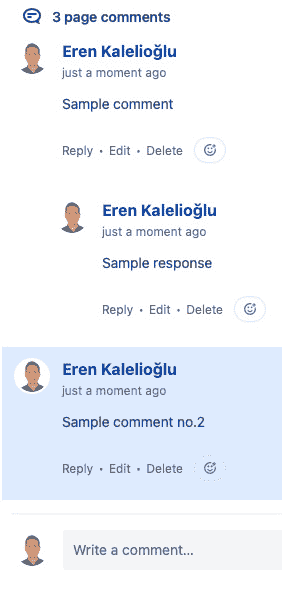 3 page comments
Eren Kalelioğlu
just a moment ago
Sample comment
Reply • Edit • Delete
Eren Kalelioğlu
just a moment ago
Sample response
Reply • Edit • Delete
Eren Kalelioğlu
just a moment ago
Sample comment no.2
Reply • Edit • Delete
Write a comment...